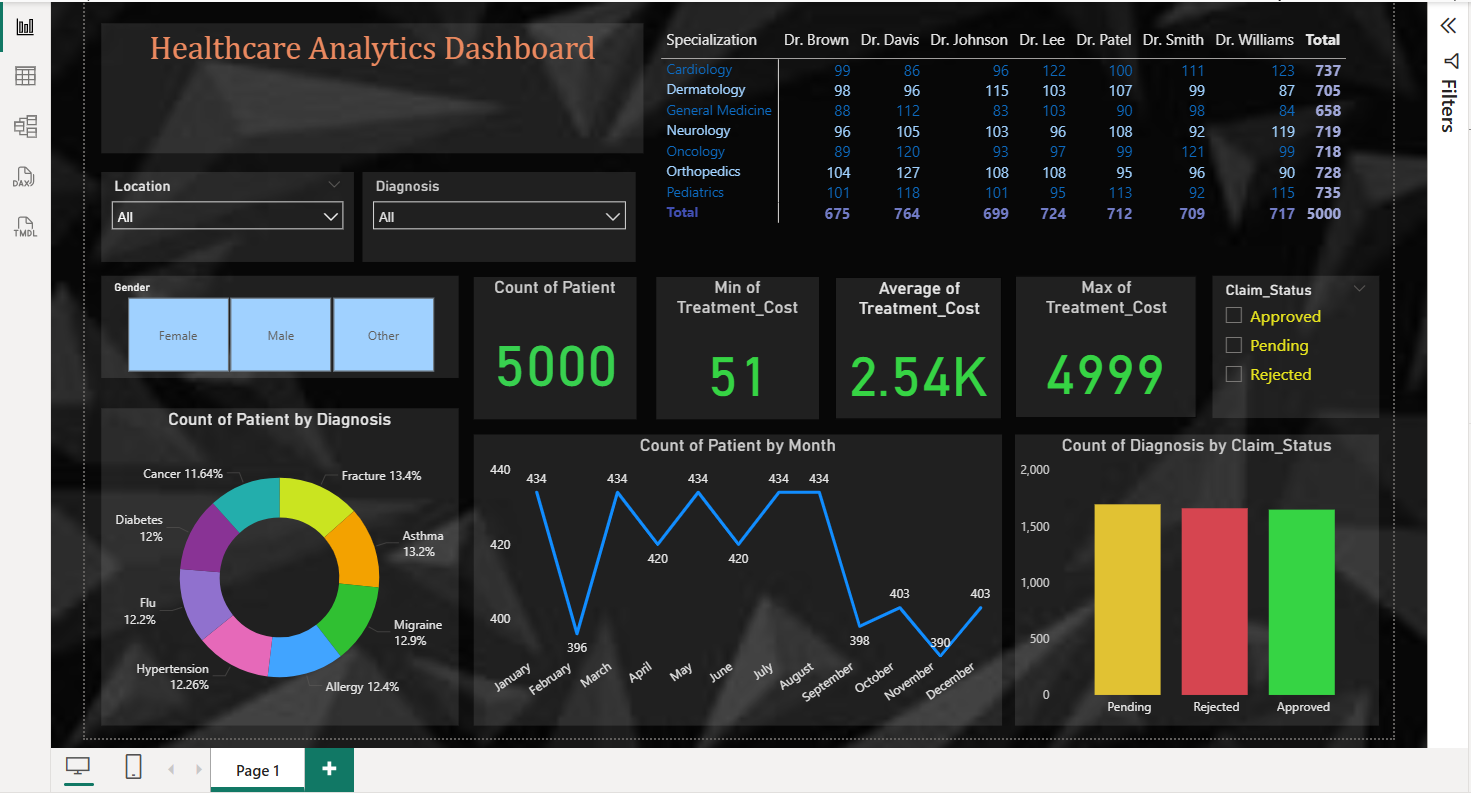 Healthcare Analytics Dashboard
Specialization Dr. Brown Dr. Davis Dr. Johnson Dr. Lee Dr. Patel Dr. Smith Dr. Williams Total
Cardiology 99 86 96 122 100 111 123 737
Dermatology 98 96 115 103 107 99 87 705
General Medicine 88 112 83 103 90 98 84 658
Neurology 96 105 103 96 108 92 119 719
Oncology 89 120 93 97 99 121 99 718
Orthopedics 104 127 108 108 95 96 90 728
Pediatrics 101 118 101 95 113 92 115 735
Total 675 764 699 724 712 709 717 5000
Filters
DAX
TMDL
Location
All
Diagnosis
All
Gender
Female Male Other
Count of Patient
5000
Min of
Treatment_Cost
51
Average of
Treatment_Cost
2.54K
Max of
Treatment_Cost
4999
Claim_Status
Approved
Pending
Rejected
Count of Patient by Diagnosis
Cancer 11.64%
Fracture 13.4%
Diabetes
12%
Asthma
13.2%
Flu
12.2%
Migraine
12.9%
Hypertension
12.26%
Allergy 12.4%
Count of Patient by Month
440
420
400
434
396
434
420
434
420
434
434
398
403
390
403
January
February
March
April
May
June
July
August
September
October
November
December
Count of Diagnosis by Claim_Status
2,000
1,500
1,000
500
0
Pending Rejected Approved
Page 1